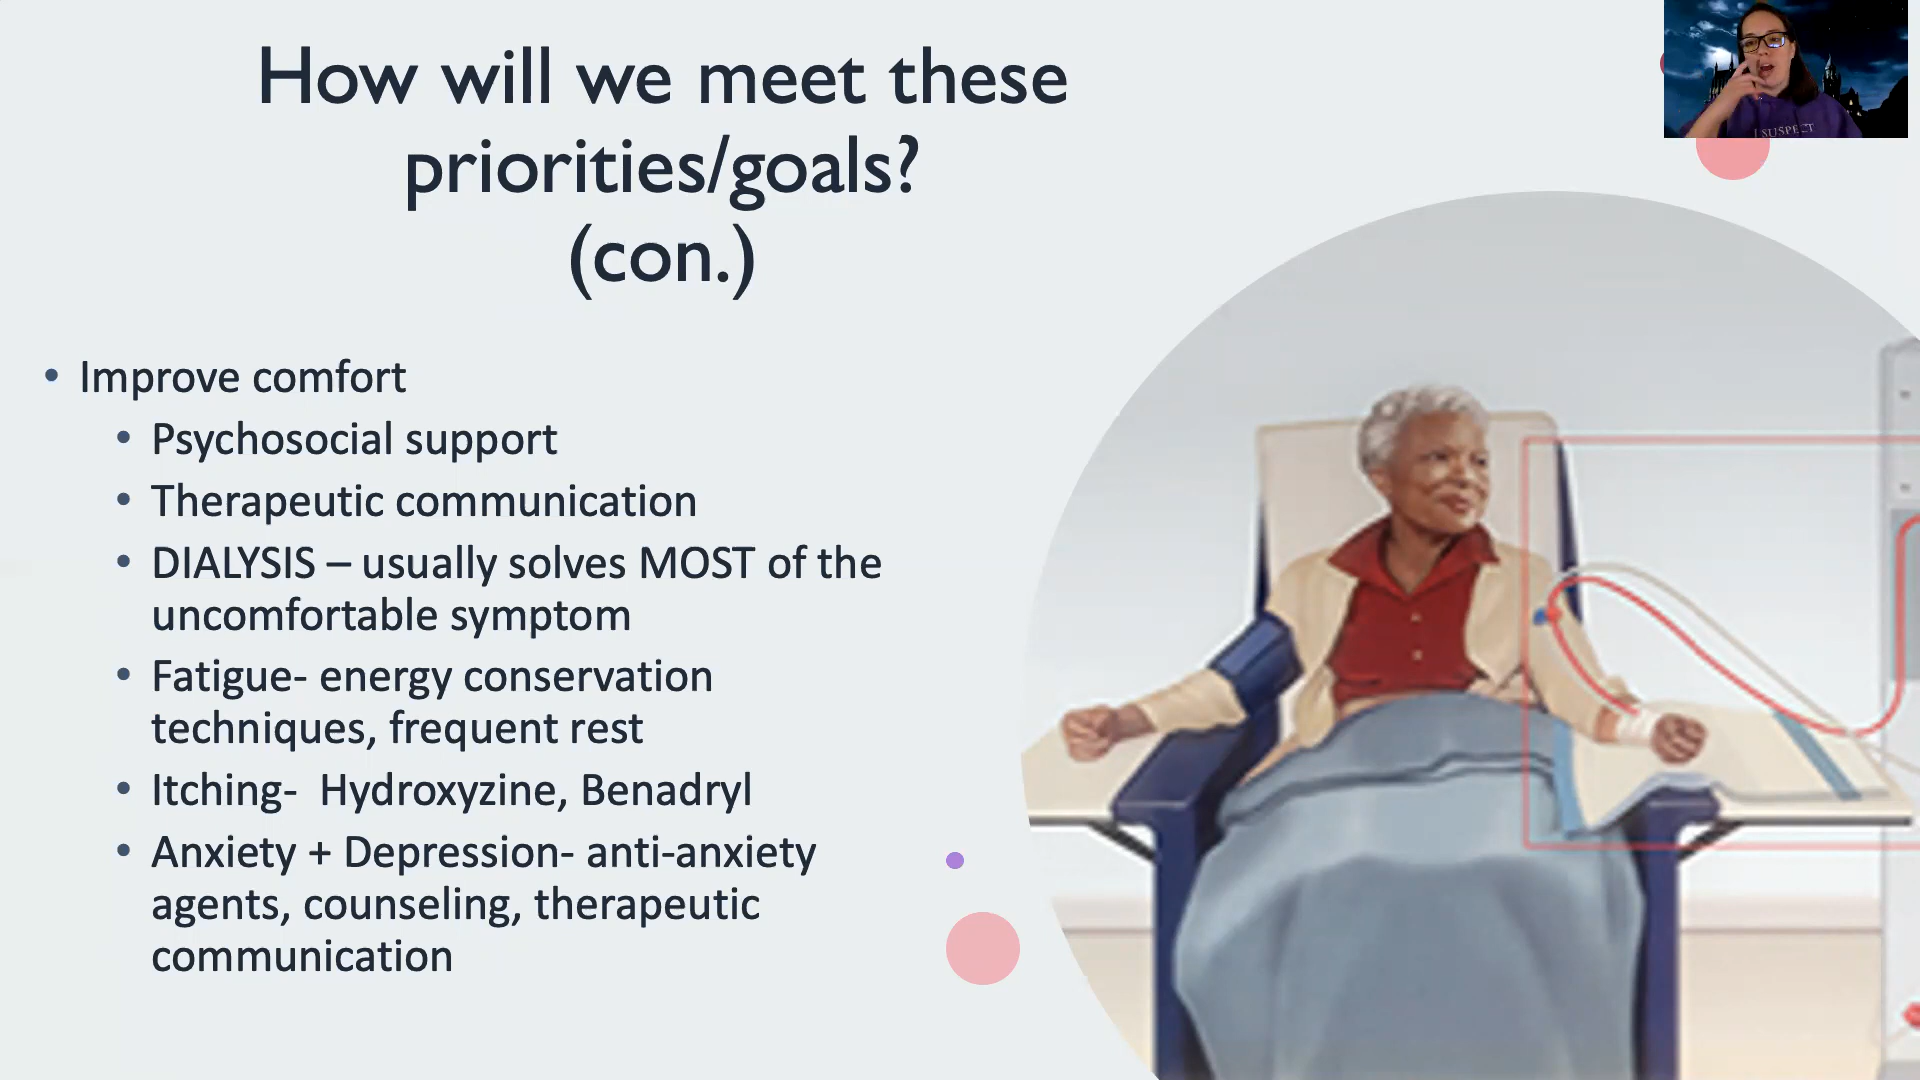 How will we meet these
priorities/goals?
(con.)
I SUSPECT
• Improve comfort
• Psychosocial support
• Therapeutic communication
• DIALYSIS – usually solves MOST of the
uncomfortable symptom
• Fatigue- energy conservation
techniques, frequent rest
• Itching-  Hydroxyzine, Benadryl
• Anxiety + Depression- anti-anxiety
agents, counseling, therapeutic
communication